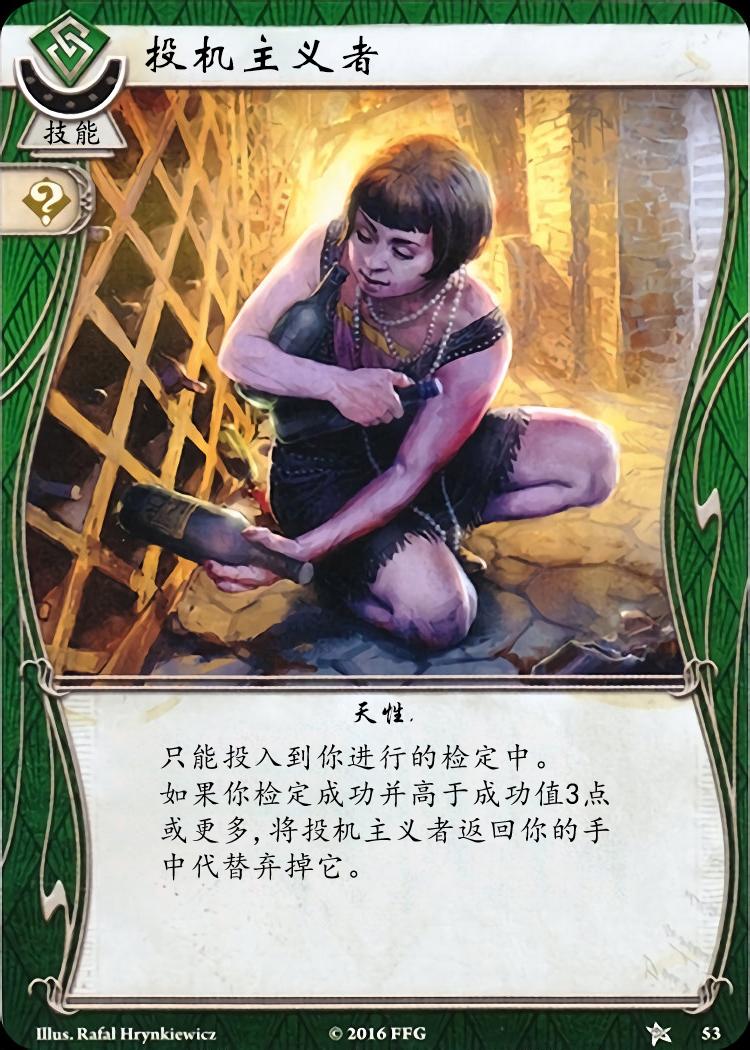 投机主义者
技能
?
天性.
只能投入到你进行的检定中。
如果你检定成功并高于成功值3点
或更多,将投机主义者返回你的手
中代替弃掉它。
Illus. Rafał Hrynkiewicz
© 2016 FFG
53